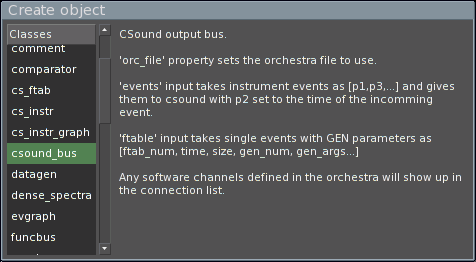 Create object
Classes
comment
comparator
cs_ftab
cs_instr
cs_instr_graph
csound_bus
datagen
dense_spectra
evgraph
funcbus
CSound output bus.
'orc_file' property sets the orchestra file to use.
'events' input takes instrument events as [p1,p3,...] and gives
them to csound with p2 set to the time of the incomming
event.
'ftable' input takes single events with GEN parameters as
[ftab_num, time, size, gen_num, gen_args...]
Any software channels defined in the orchestra will show up in
the connection list.